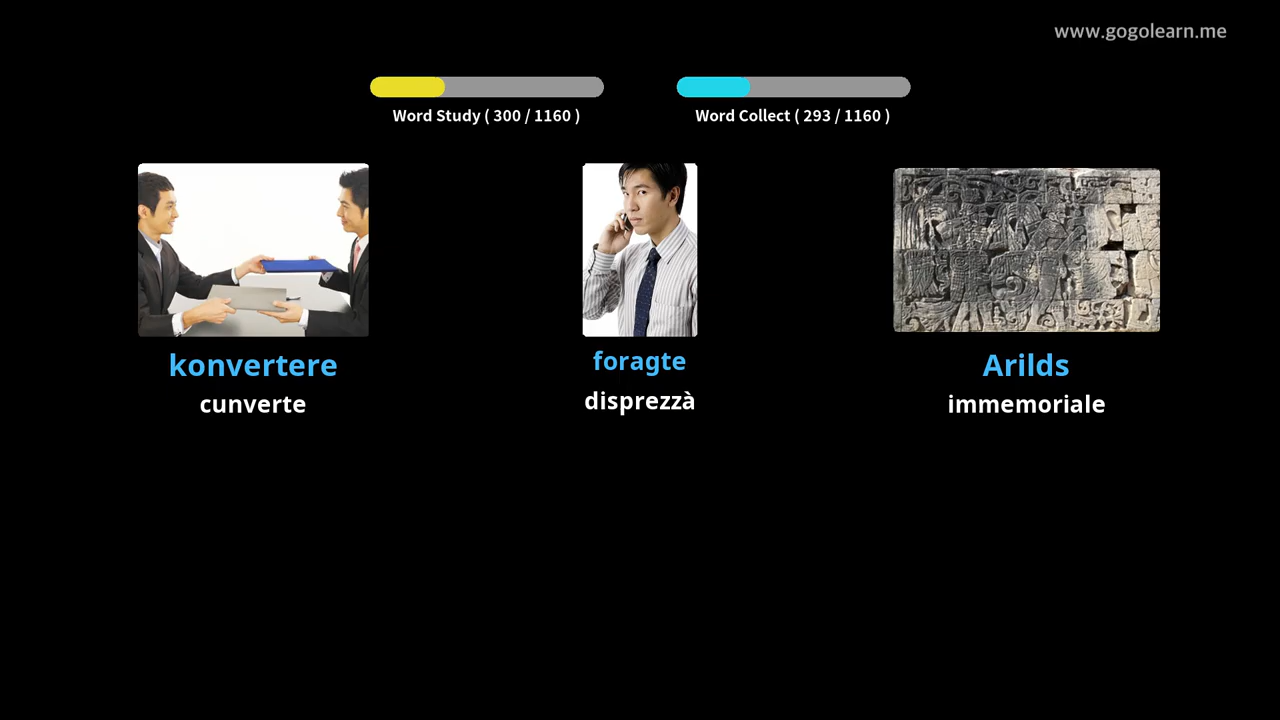 www.gogolearn.me
Word Study ( 300 / 1160 )
Word Collect ( 293 / 1160 )
konvertere
cunverte
foragte
disprezzà
Arilds
immemoriale